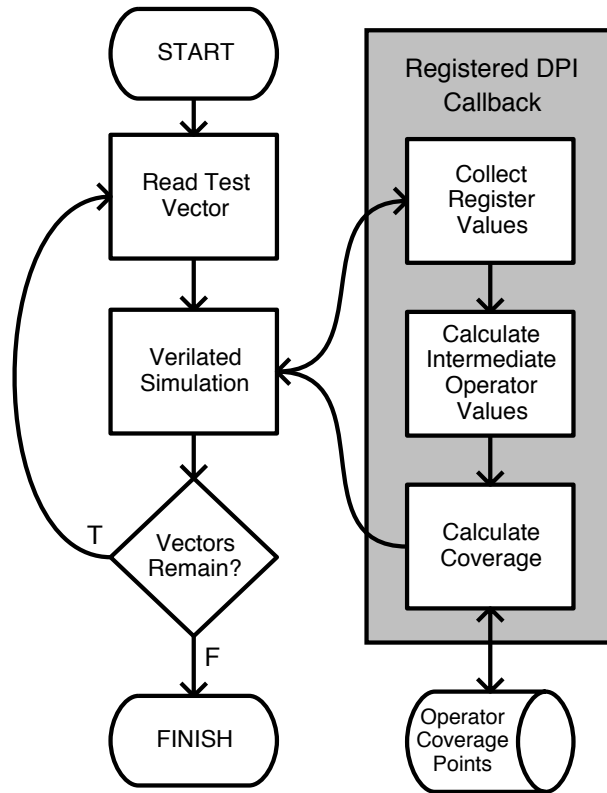 START
Read Test
Vector
Verilated
Simulation
T
Vectors
Remain?
F
FINISH
Registered DPI
Callback
Collect
Register
Values
Calculate
Intermediate
Operator
Values
Calculate
Coverage
Operator
Coverage
Points